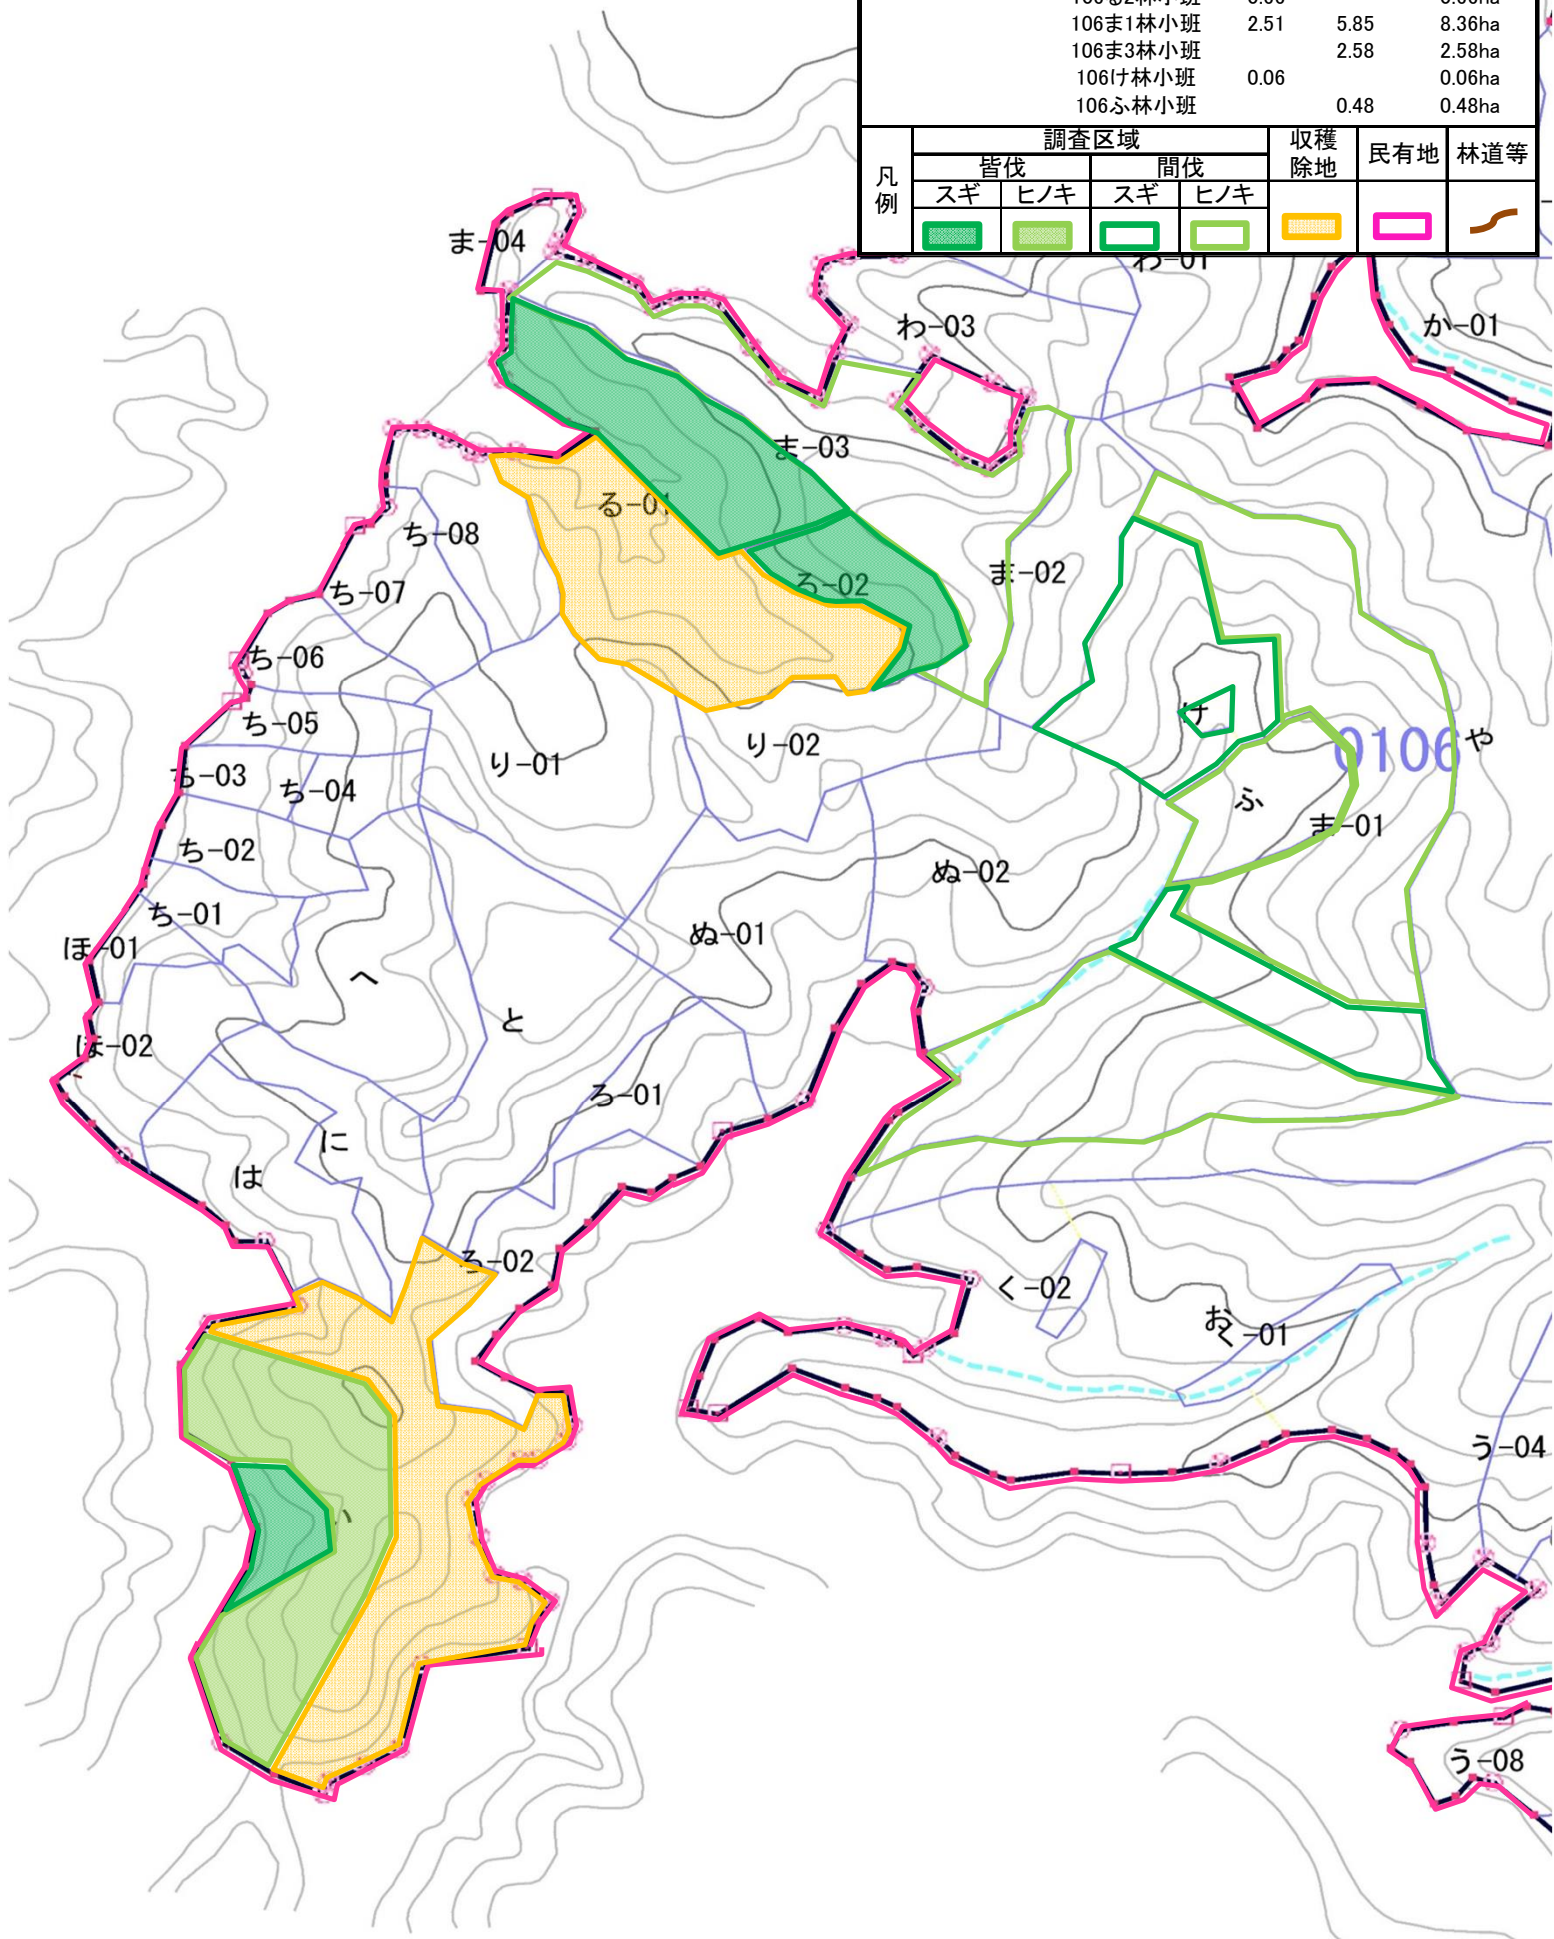 106ま1林小班 2.51 5.85 8.36ha
106ま3林小班 2.58 2.58ha
106け林小班 0.06 0.06ha
106ふ林小班 0.48 0.48ha
凡例
調査区域
収穫除地
民有地
林道等
皆伐
間伐
スギ ヒノキ スギ ヒノキ
ま-04
わ-01
わ-03
か-01
ま-03
る-01
ち-08
ち-07
る-02
ま-02
ち-06
ち-05
け
0106
や
り-02
り-01
ち-03
ち-04
ふ
ま-01
ち-02
ぬ-02
ち-01
ぬ-01
ほ-01
へ
と
ほ-02
ろ-01
に
は
ろ-02
く-02
お
く-01
う-04
い
う-08